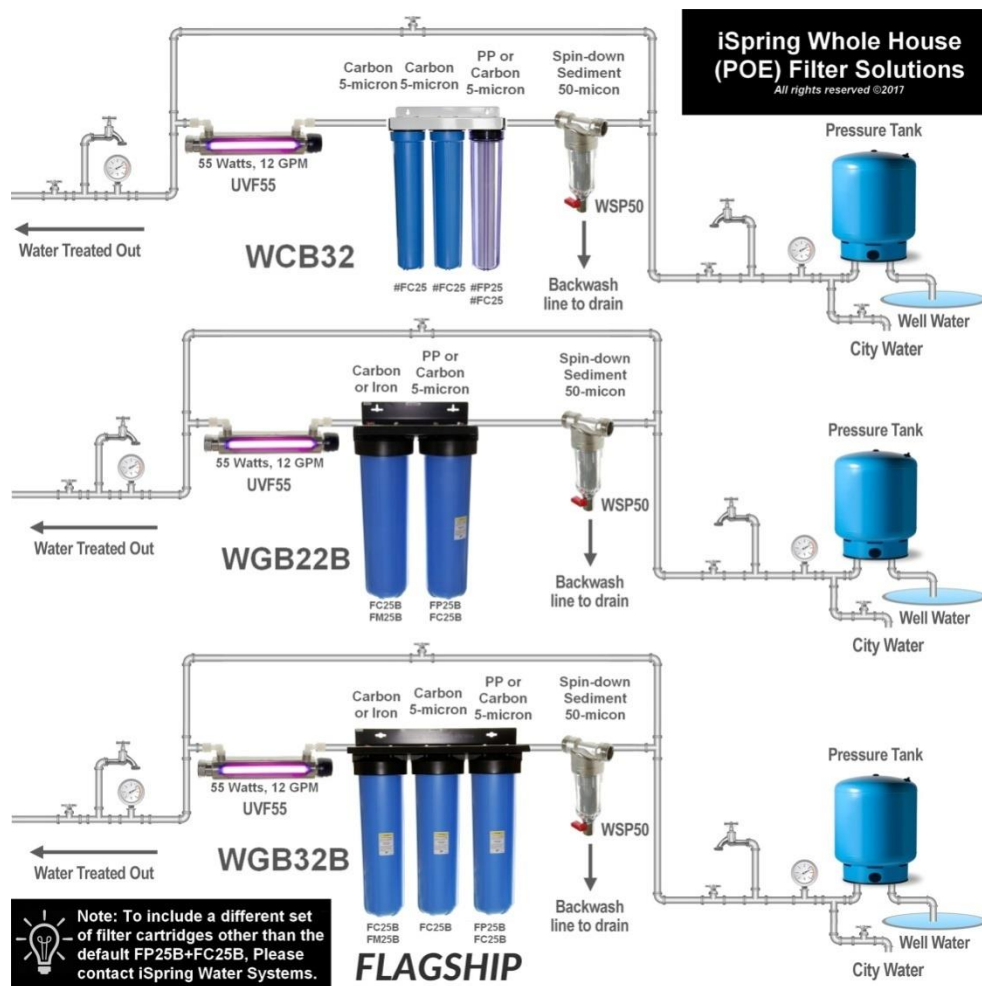 iSpring Whole House
(POE) Filter Solutions
All rights reserved ©2017
Carbon
5-micron
Carbon
5-micron
PP or
Carbon
5-micron
Spin-down
Sediment
50-micon
Pressure Tank
55 Watts, 12 GPM
UVF55
WSP50
Water Treated Out
WCB32
#FC25
#FC25
#FP25
#FC25
Backwash
line to drain
Well Water
City Water
Carbon
or Iron
PP or
Carbon
5-micron
Spin-down
Sediment
50-micon
Pressure Tank
55 Watts, 12 GPM
UVF55
WSP50
Water Treated Out
WGB22B
FC25B
FM25B
FP25B
FC25B
Backwash
line to drain
Well Water
City Water
Carbon
or Iron
Carbon
5-micron
PP or
Carbon
5-micron
Spin-down
Sediment
50-micon
Pressure Tank
55 Watts, 12 GPM
UVF55
WSP50
Water Treated Out
WGB32B
FC25B
FM25B
FC25B
FP25B
FC25B
Backwash
line to drain
Well Water
City Water
Note: To include a different set
of filter cartridges other than the
default FP25B+FC25B, Please
contact iSpring Water Systems.
FLAGSHIP